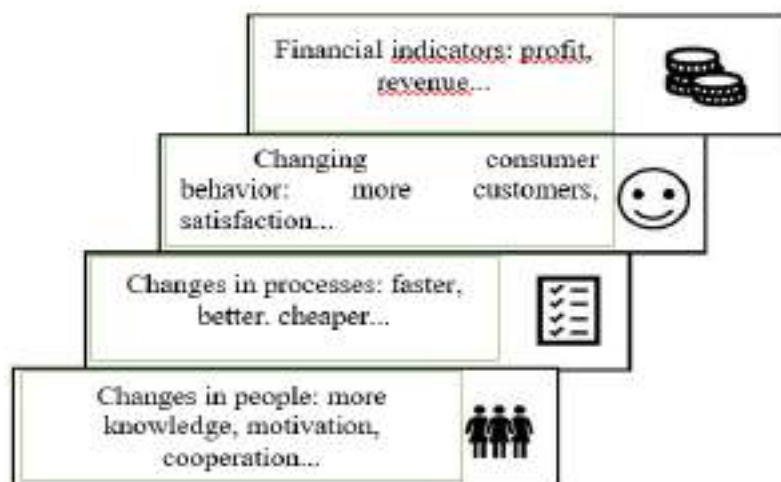 Financial indicators: profit,
revenue...
Changing consumer
behavior: more customers,
satisfaction...
Changes in processes: faster,
better. cheaper...
Changes in people: more
knowledge, motivation,
cooperation...